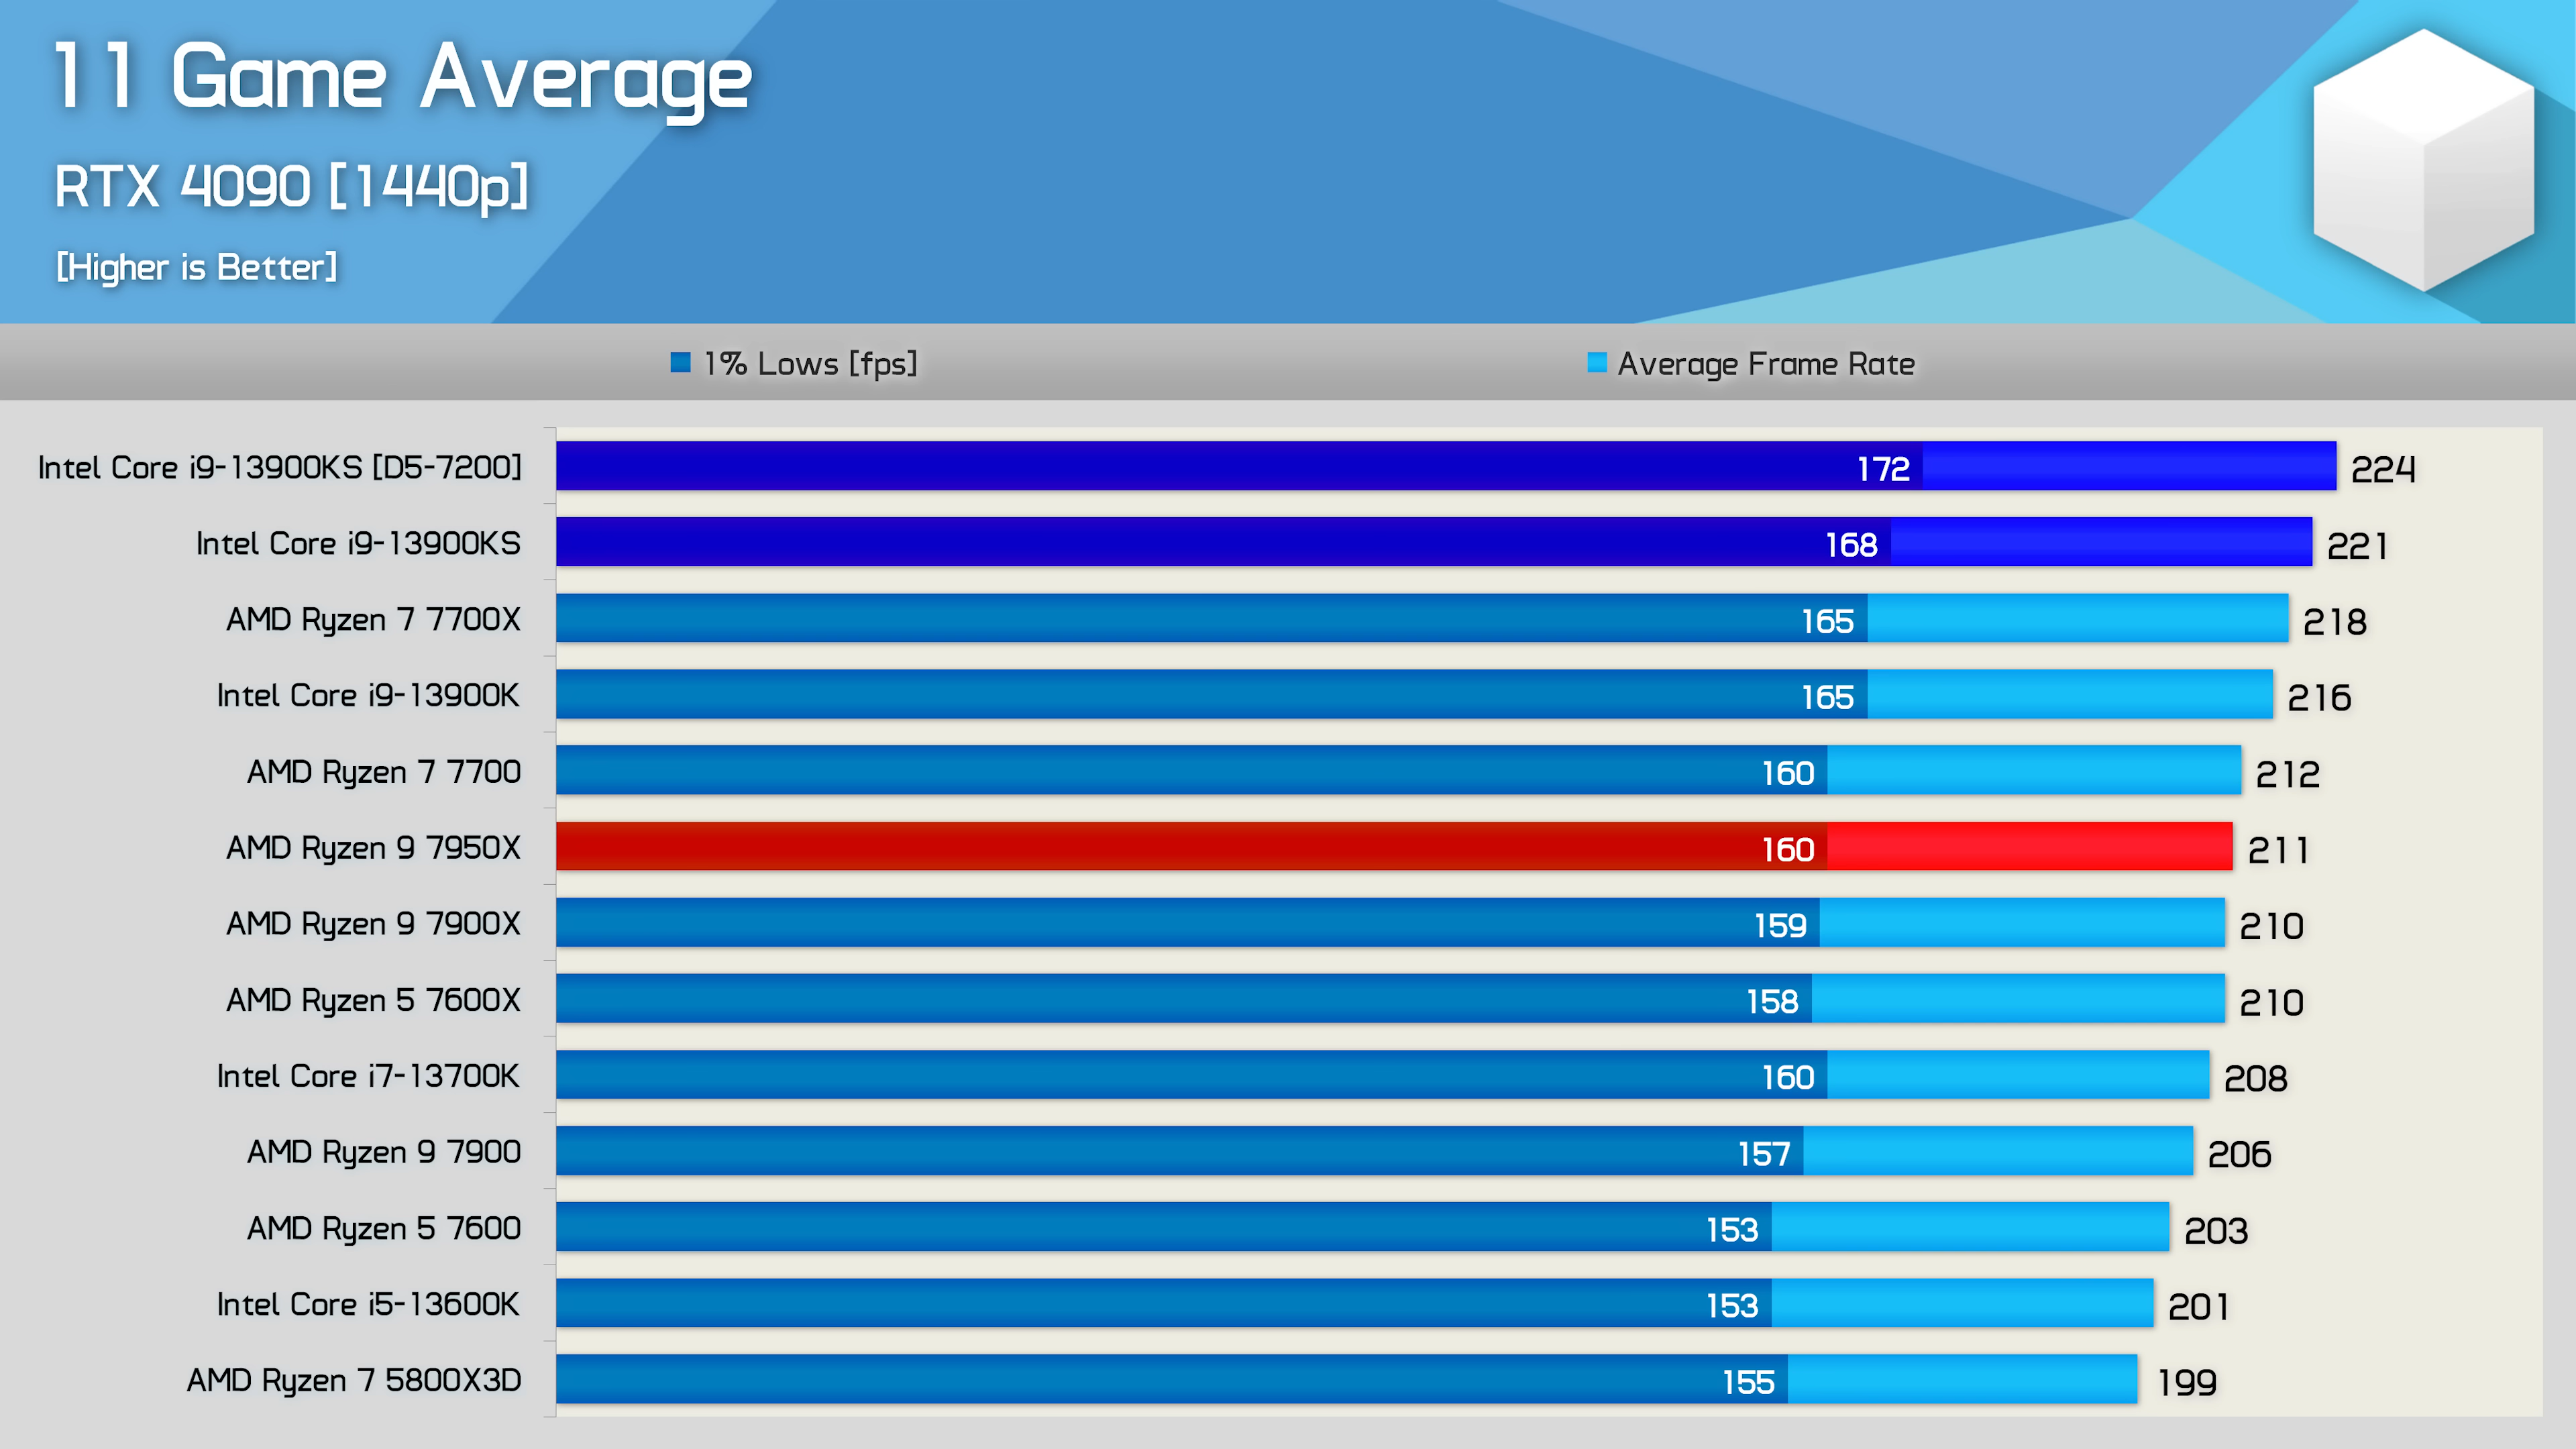 11 Game Average
RTX 4090 [1440p]
[Higher is Better]
1% Lows [fps] Average Frame Rate
Intel Core i9-13900KS [D5-7200] 172 224
Intel Core i9-13900KS 168 221
AMD Ryzen 7 7700X 165 218
Intel Core i9-13900K 165 216
AMD Ryzen 7 7700 160 212
AMD Ryzen 9 7950X 160 211
AMD Ryzen 9 7900X 159 210
AMD Ryzen 5 7600X 158 210
Intel Core i7-13700K 160 208
AMD Ryzen 9 7900 157 206
AMD Ryzen 5 7600 153 203
Intel Core i5-13600K 153 201
AMD Ryzen 7 5800X3D 155 199